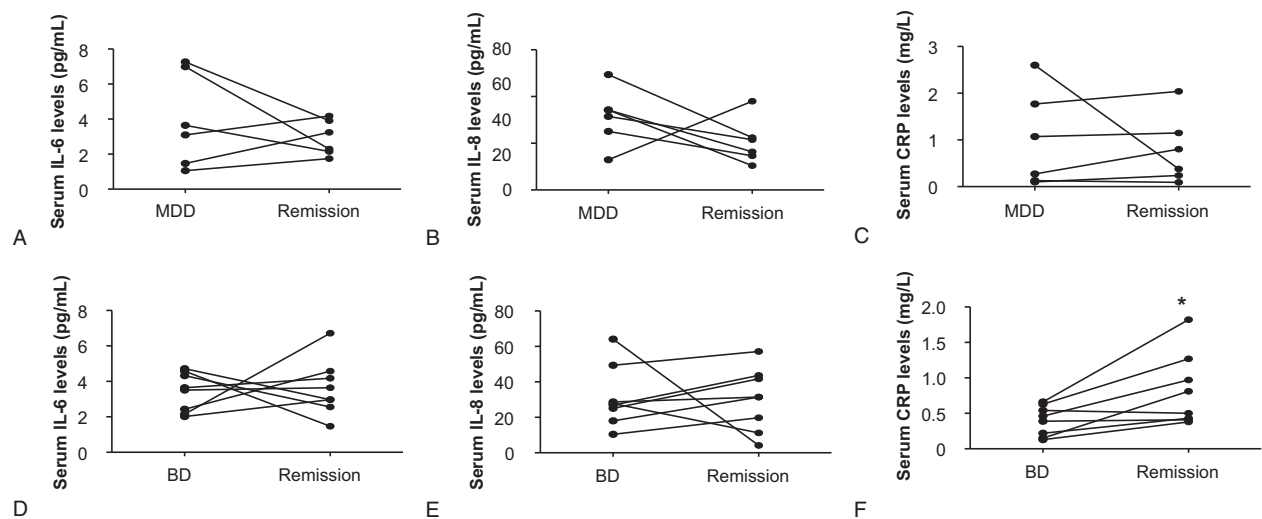 Serum IL-6 levels (pg/mL)
8
6
4
2
0
MDD
Remission
A
Serum IL-8 levels (pg/mL)
80
60
40
20
0
MDD
Remission
B
Serum CRP levels (mg/L)
3
2
1
0
MDD
Remission
C
Serum IL-6 levels (pg/mL)
8
6
4
2
0
BD
Remission
D
Serum IL-8 levels (pg/mL)
80
60
40
20
0
BD
Remission
E
Serum CRP levels (mg/L)
2.0
1.5
1.0
0.5
0
*
BD
Remission
F